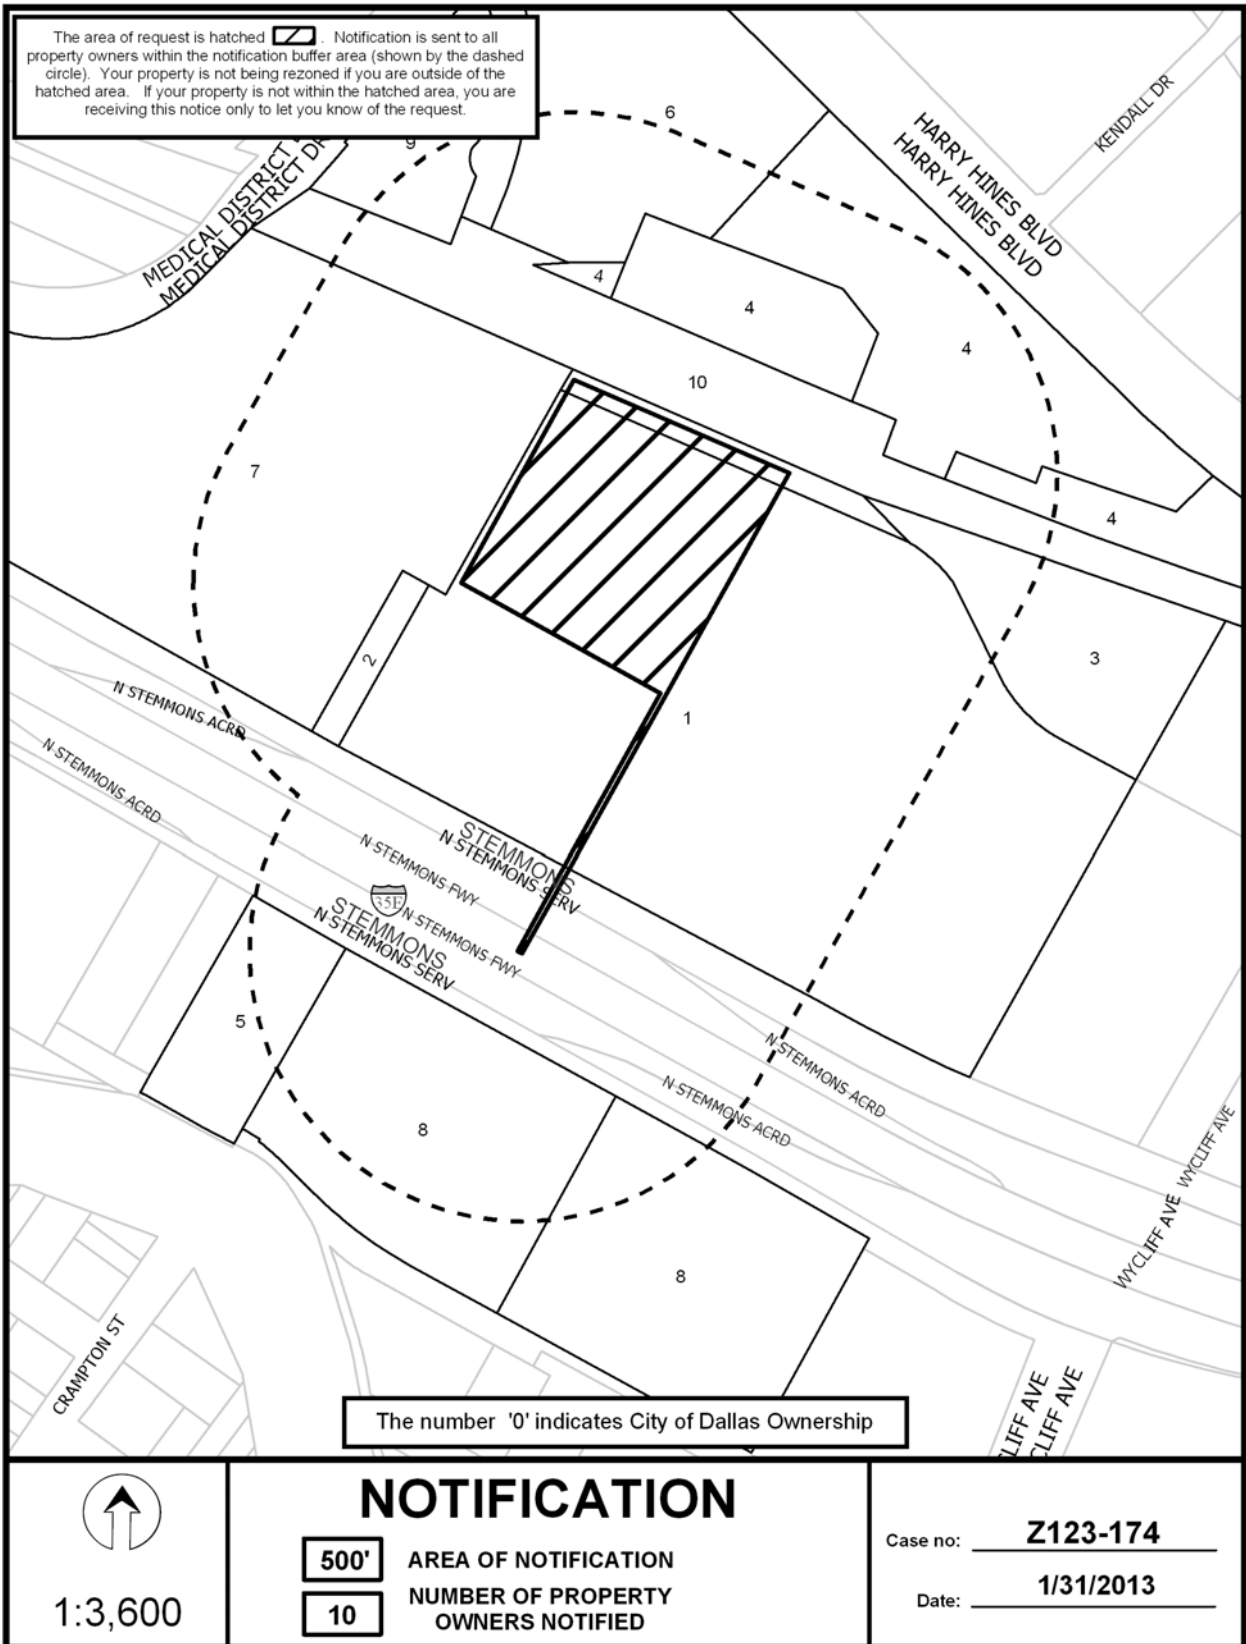 The area of request is hatched . Notification is sent to all
property owners within the notification buffer area (shown by the dashed
circle). Your property is not being rezoned if you are outside of the
hatched area. If your property is not within the hatched area, you are
receiving this notice only to let you know of the request.
6
9
HARRY HINES BLVD
HARRY HINES BLVD
KENDALL DR
MEDICAL DISTRICT
MEDICAL DISTRICT DR
4
4
4
10
7
4
2
3
1
N STEMMONS ACRD
N STEMMONS ACRD
STEMMONS
N STEMMONS SERV
N STEMMONS FWY
35E
N STEMMONS FWY
STEMMONS
N STEMMONS SERV
5
N STEMMONS ACRD
N STEMMONS ACRD
8
WYCLIFF AVE
WYCLIFF AVE
8
CRAMPTON ST
CLIFF AVE
CLIFF AVE
The number '0' indicates City of Dallas Ownership
1:3,600
NOTIFICATION
500' AREA OF NOTIFICATION
10 NUMBER OF PROPERTY
OWNERS NOTIFIED
Case no: Z123-174
Date: 1/31/2013